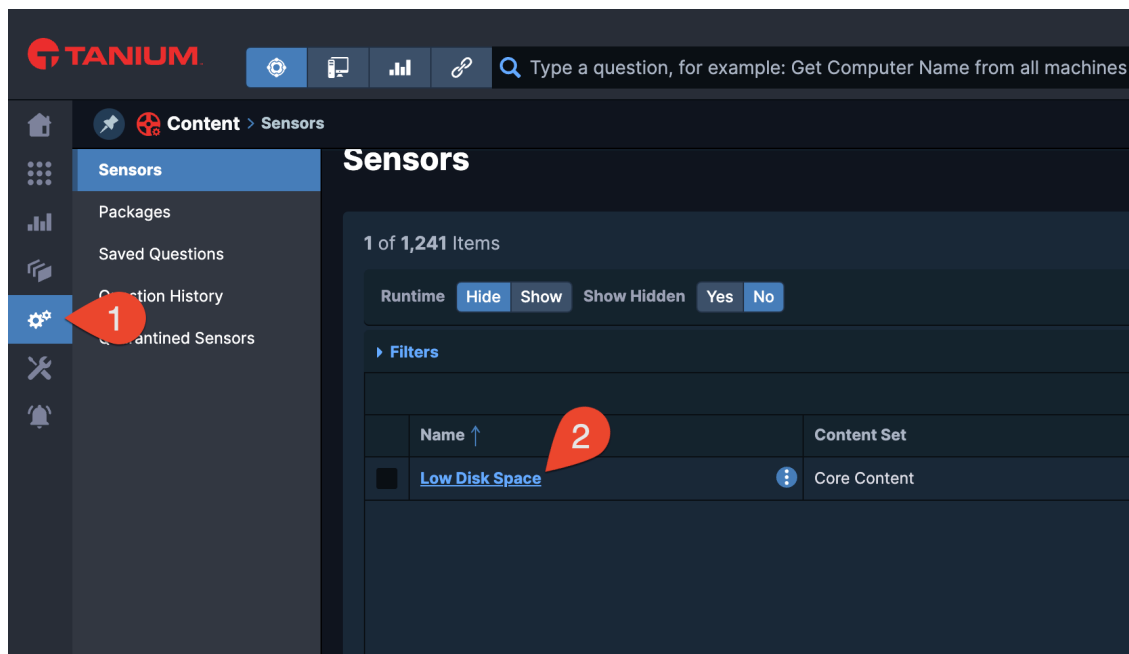 TANIUM
Type a question, for example: Get Computer Name from all machines
Content > Sensors
Sensors
Packages
Saved Questions
Question History
1
Quarantined Sensors
Sensors
1 of 1,241 Items
Runtime Hide Show Show Hidden Yes No
Filters
Name ↑ Content Set
2
Low Disk Space Core Content